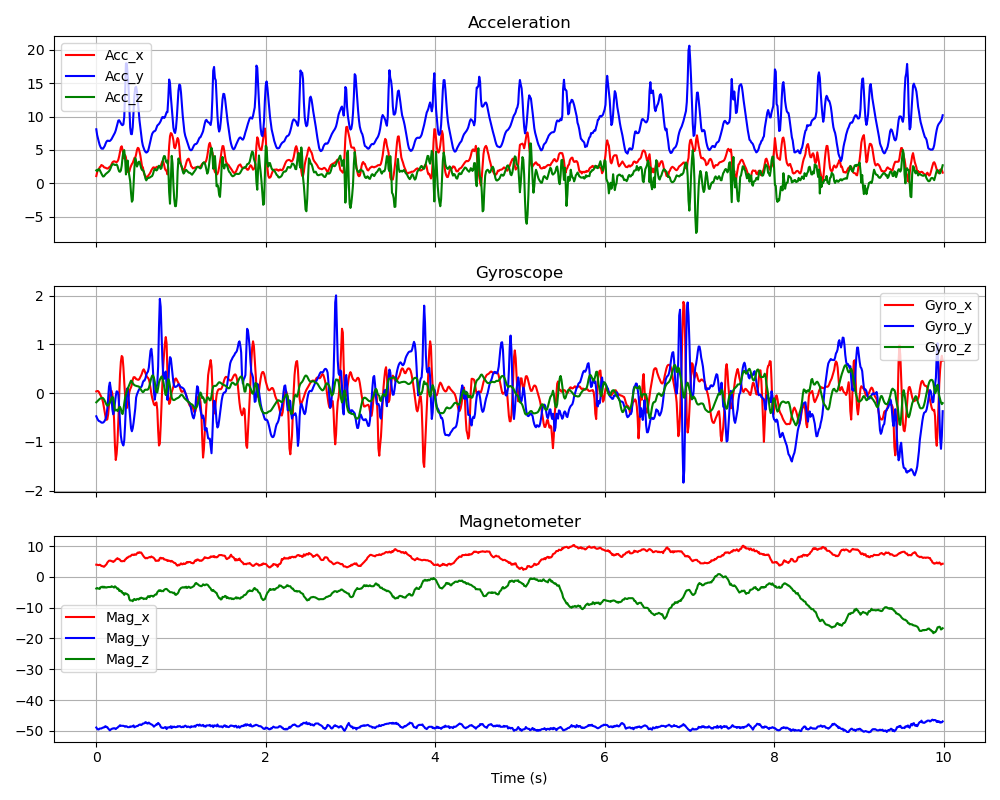 Acceleration
20
15
10
5
0
−5
Acc_x
Acc_y
Acc_z
Gyroscope
2
1
0
−1
−2
Gyro_x
Gyro_y
Gyro_z
Magnetometer
10
0
−10
−20
−30
−40
−50
Mag_x
Mag_y
Mag_z
0 2 4 6 8 10
Time (s)